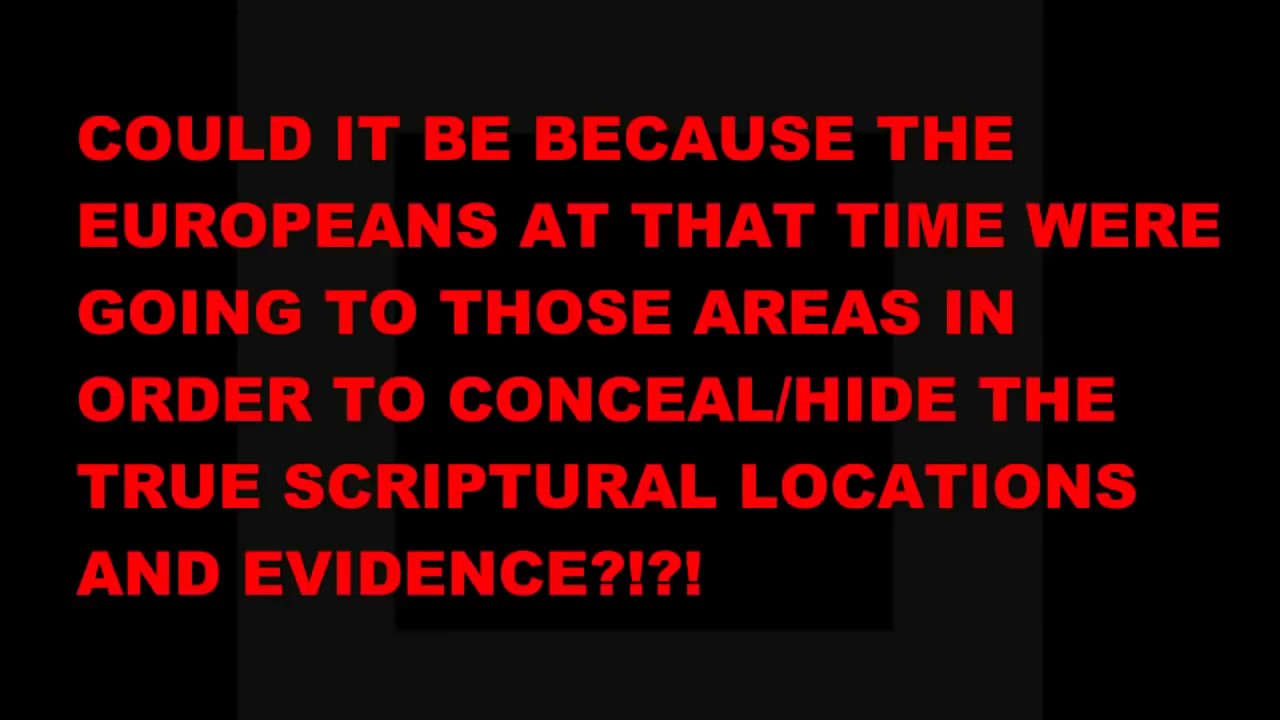 COULD IT BE BECAUSE THE
EUROPEANS AT THAT TIME WERE
GOING TO THOSE AREAS IN
ORDER TO CONCEAL/HIDE THE
TRUE SCRIPTURAL LOCATIONS
AND EVIDENCE?!?!